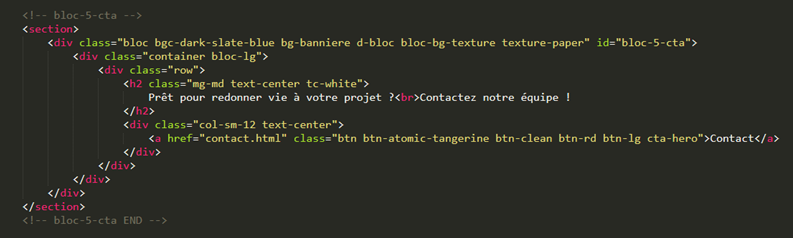 <!-- bloc-5-cta -->
<section>
<div class="bloc bgc-dark-slate-blue bg-banniere d-bloc bloc-bg-texture texture-paper" id="bloc-5-cta">
<div class="container bloc-lg">
<div class="row">
<h2 class="mg-md text-center tc-white">
Prêt pour redonner vie à votre projet ?<br>Contactez notre équipe !
</h2>
<div class="col-sm-12 text-center">
<a href="contact.html" class="btn btn-atomic-tangerine btn-clean btn-rd btn-lg cta-hero">Contact</a>
</div>
</div>
</div>
</div>
</section>
<!-- bloc-5-cta END -->